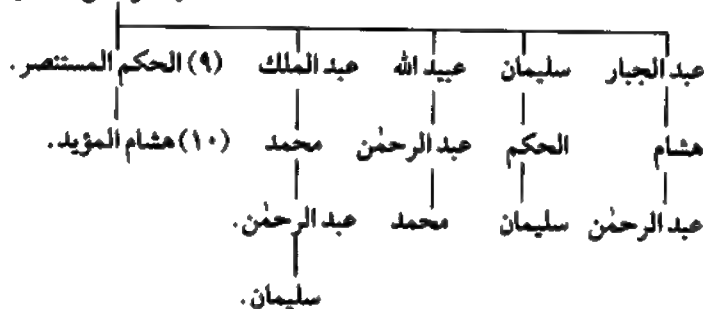 عبد الجبار سليمان عبيد الله عبد الملك (٩) الحكم المستنصر.
هشام الحكم عبد الرحمٰن محمد (١٠) هشام المؤيد.
عبد الرحمٰن سليمان محمد عبد الرحمٰن.
سليمان.